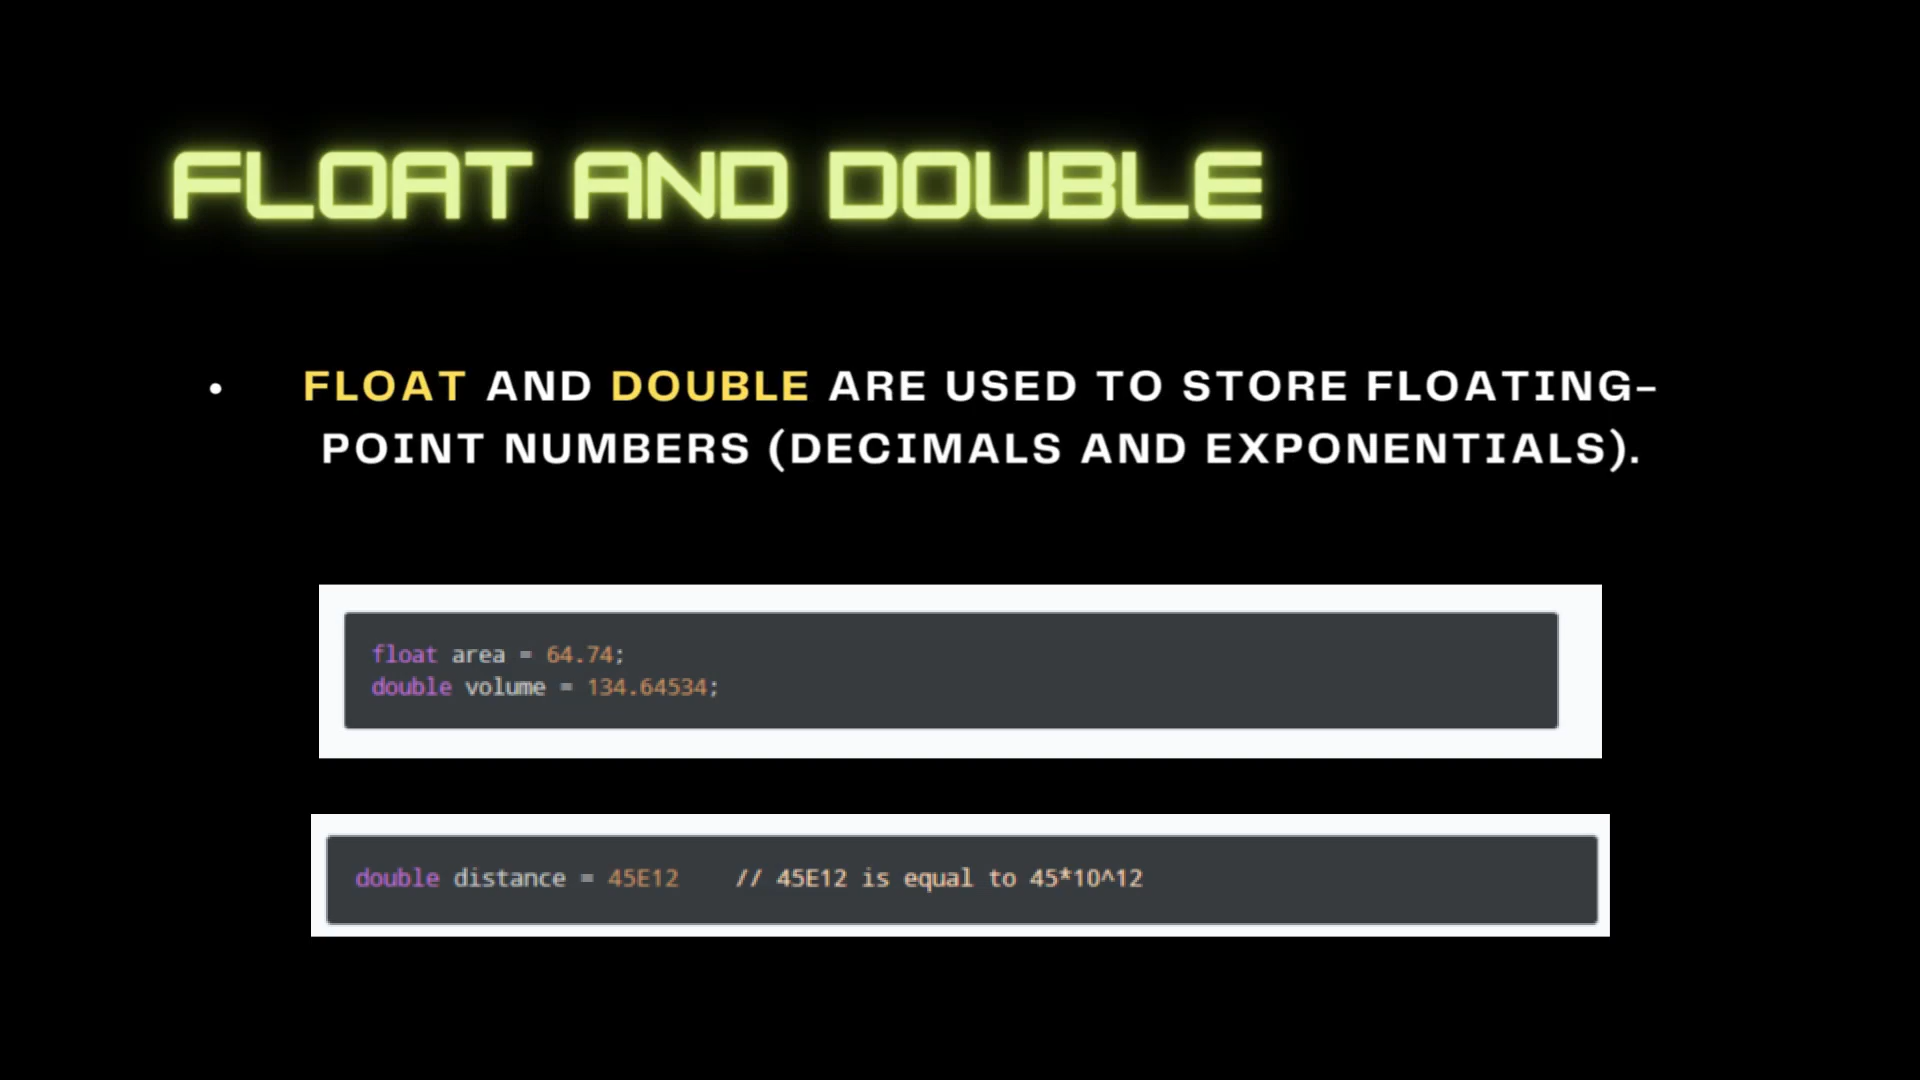 FLOAT AND DOUBLE
• FLOAT AND DOUBLE ARE USED TO STORE FLOATING-
POINT NUMBERS (DECIMALS AND EXPONENTIALS).
float area = 64.74;
double volume = 134.64534;
double distance = 45E12    // 45E12 is equal to 45*10^12